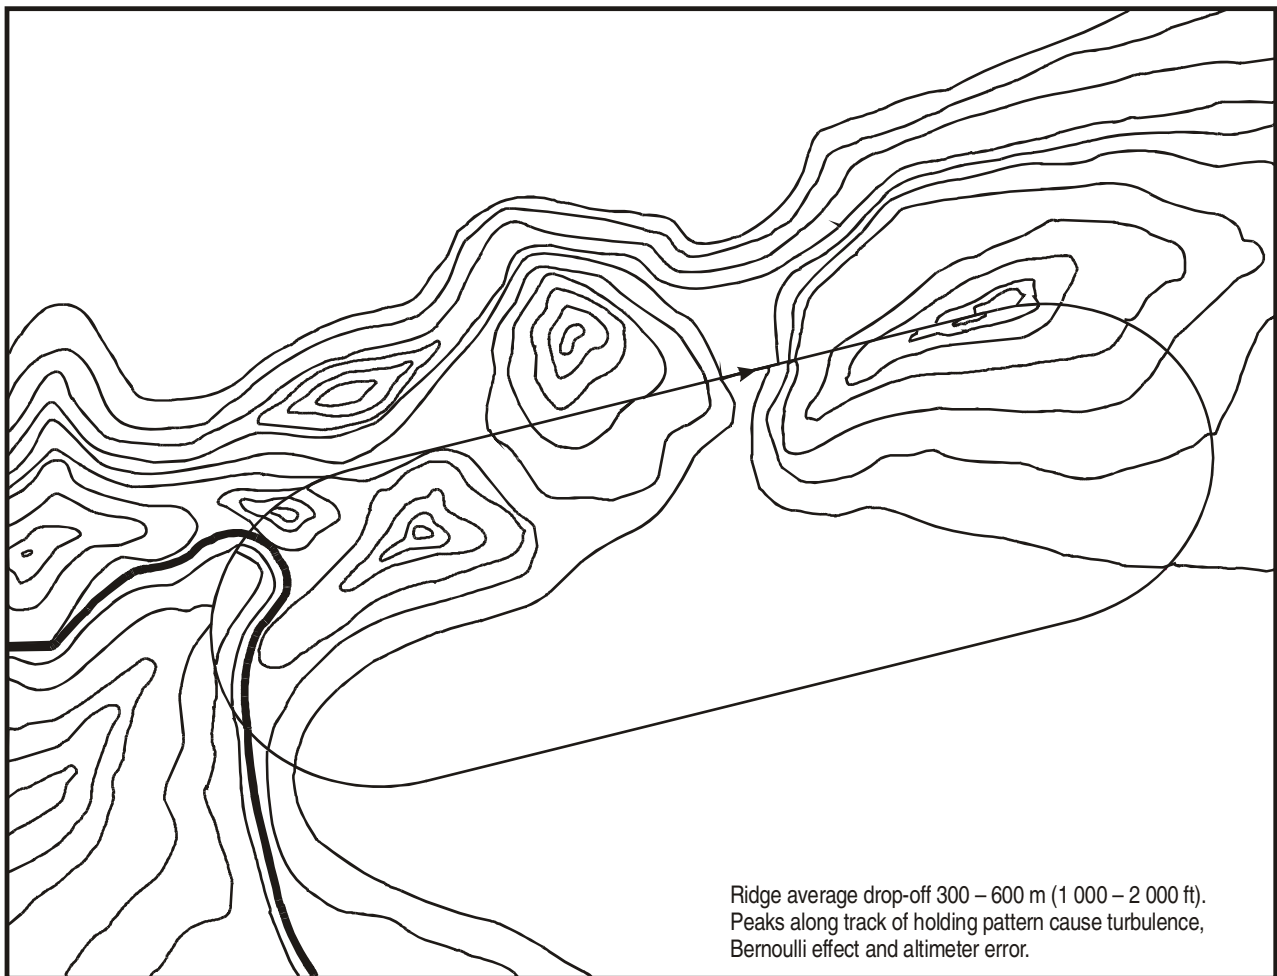 Ridge average drop-off 300 – 600 m (1 000 – 2 000 ft).
Peaks along track of holding pattern cause turbulence,
Bernoulli effect and altimeter error.